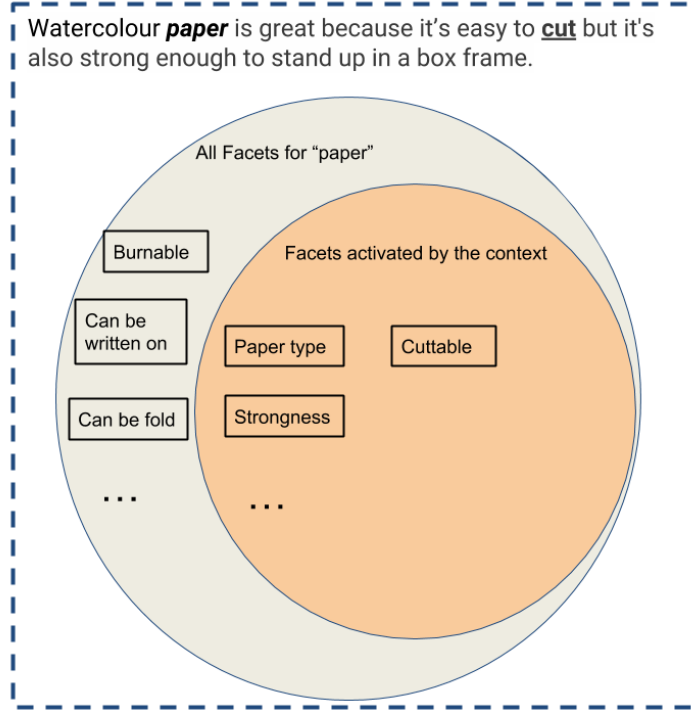 Watercolour paper is great because it’s easy to cut but it's
also strong enough to stand up in a box frame.
All Facets for “paper”
Burnable
Facets activated by the context
Can be
written on
Paper type
Cuttable
Can be fold
Strongness
...
...